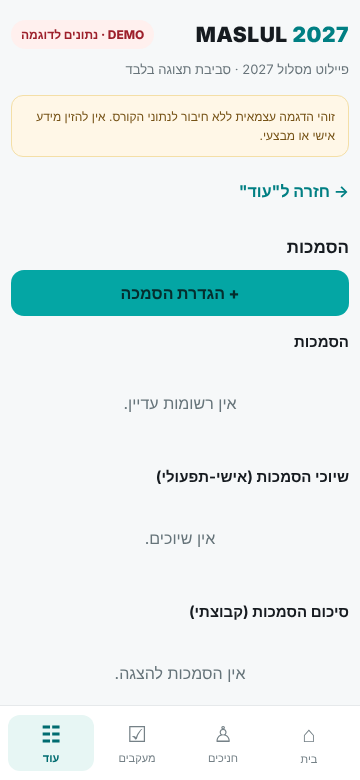 MASLUL 2027
DEMO · נתונים לדוגמה
פיילוט מסלול 2027 · סביבת תצוגה בלבד
זוהי הדגמה עצמאית ללא חיבור לנתוני הקורס. אין להזין מידע
אישי או מבצעי.
→ חזרה ל"עוד"
הסמכות
+ הגדרת הסמכה
הסמכות
אין רשומות עדיין.
שיוכי הסמכות (אישי-תפעולי)
אין שיוכים.
סיכום הסמכות (קבוצתי)
אין הסמכות להצגה.
בית
חניכים
מעקבים
עוד